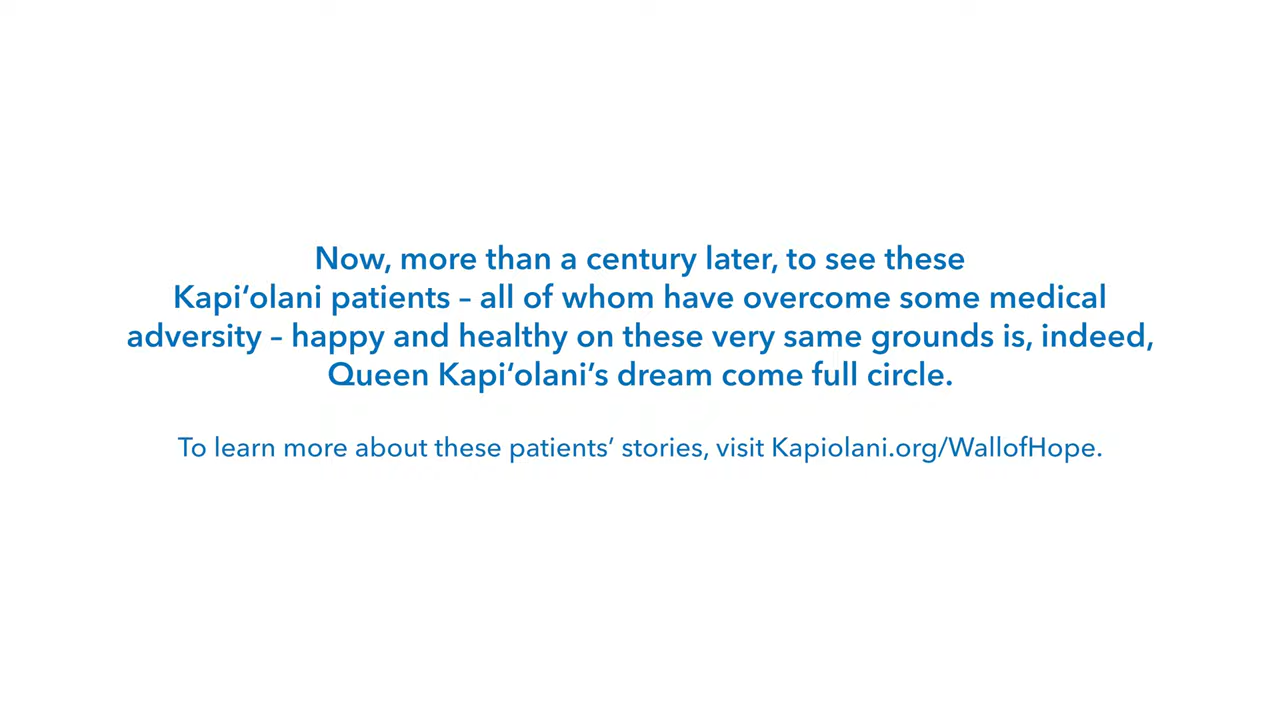 Now, more than a century later, to see these
Kapi‘olani patients – all of whom have overcome some medical
adversity – happy and healthy on these very same grounds is, indeed,
Queen Kapi‘olani’s dream come full circle.
To learn more about these patients’ stories, visit Kapiolani.org/WallofHope.